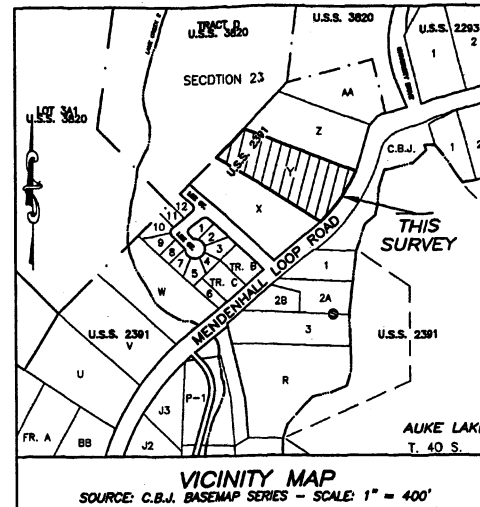 TRACT D
U.S.S. 3820
U.S.S. 3820
U.S.S. 2293
1
2
SECDTION 23
AA
LOT 3A1
U.S.S. 3820
Z
C.B.J.
1
2
U.S.S. 2391
Y
THIS
SURVEY
X
12
11
10
9
8
7
5
6
4
3
2
1
TR. B
TR. C
MENDENHALL LOOP ROAD
1
2B
2A
S
3
W
U.S.S. 2391
V
U.S.S. 2391
U
R
P-1
J3
J2
FR. A
BB
AUKE LAK
T. 40 S.
VICINITY MAP
SOURCE: C.B.J. BASEMAP SERIES - SCALE: 1" = 400'